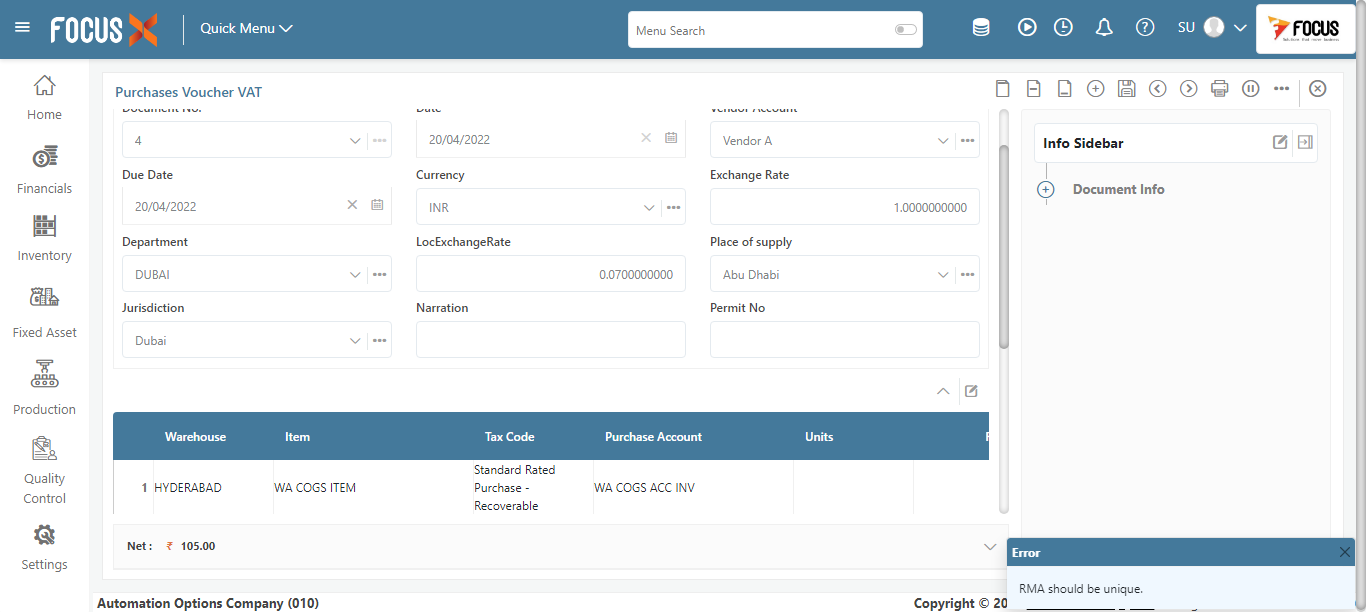 FOCUS X
Quick Menu
Menu Search
SU
FOCUS
Home
Financials
Inventory
Fixed Asset
Production
Quality
Control
Settings
Purchases Voucher VAT
Document No.
Date
Vendor Account
4
20/04/2022
Vendor A
Due Date
Currency
Exchange Rate
20/04/2022
INR
1.0000000000
Department
LocExchangeRate
Place of supply
DUBAI
0.0700000000
Abu Dhabi
Jurisdiction
Narration
Permit No
Dubai
Warehouse
Item
Tax Code
Purchase Account
Units
1
HYDERABAD
WA COGS ITEM
Standard Rated
Purchase -
Recoverable
WA COGS ACC INV
Net : ₹ 105.00
Info Sidebar
Document Info
Error
RMA should be unique.
Automation Options Company (010)
Copyright © 20